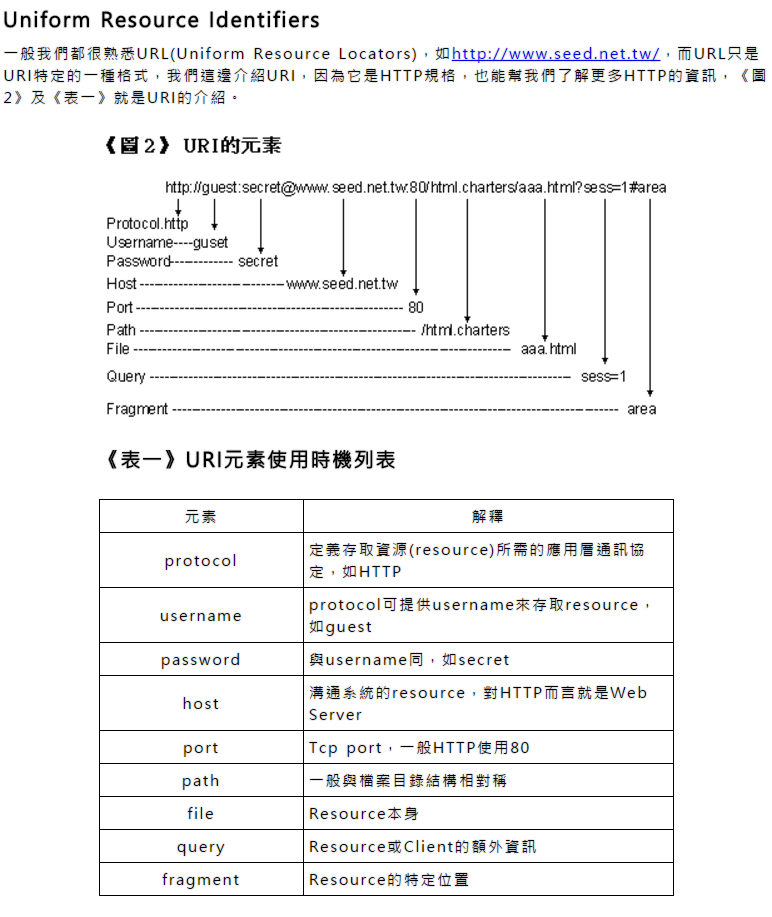 Uniform Resource Identifiers
一般我們都很熟悉URL(Uniform Resource Locators)，如http://www.seed.net.tw/，而URL只是
URI特定的一種格式，我們這邊介紹URI，因為它是HTTP規格，也能幫我們了解更多HTTP的資訊，《圖
2》及《表一》就是URI的介紹。
《圖2》 URI的元素
http://guest:secret@www.seed.net.tw:80/html.charters/aaa.html?sess=1#area
Protocol.http
Username----guset
Password------------- secret
Host ----------------------------- www.seed.net.tw
Port ------------------------------------------------------ 80
Path -------------------------------------------------------- /html.charters
File ----------------------------------------------------------------------------- aaa.html
Query -------------------------------------------------------------------------------------- sess=1
Fragment ------------------------------------------------------------------------------------------- area
《表一》URI元素使用時機列表
元素 解釋
protocol 定義存取資源(resource)所需的應用層通訊協
定，如HTTP
username protocol可提供username來存取resource，
如guest
password 與username同，如secret
host 溝通系統的resource，對HTTP而言就是Web
Server
port Tcp port，一般HTTP使用80
path 一般與檔案目錄結構相對稱
file Resource本身
query Resource或Client的額外資訊
fragment Resource的特定位置